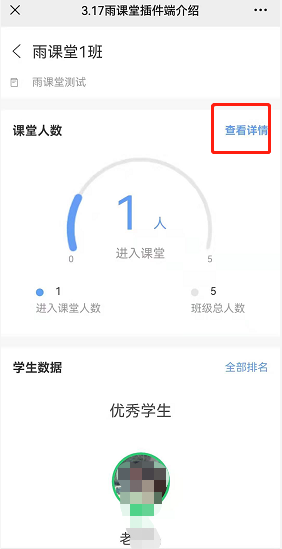 3.17雨课堂插件端介绍
雨课堂1班
雨课堂测试
课堂人数
查看详情
1 人
进入课堂
0
5
1
进入课堂人数
5
班级总人数
学生数据
全部排名
优秀学生
老